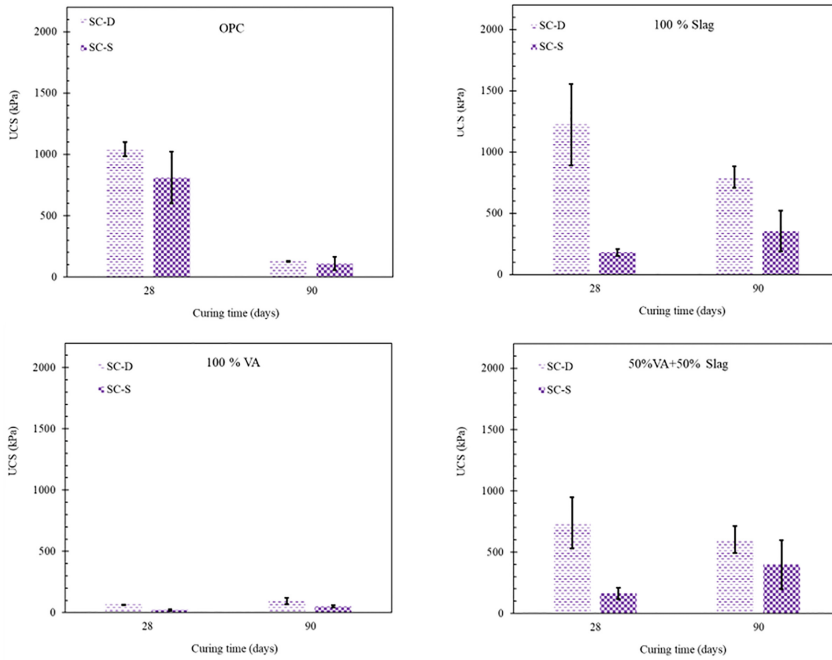 OPC
SC-D
SC-S
UCS (kPa)
2000
1500
1000
500
0
28
90
Curing time (days)
100 % Slag
SC-D
SC-S
UCS (kPa)
2000
1500
1000
500
0
28
90
Curing time (days)
100 % VA
SC-D
SC-S
UCS (kPa)
2000
1500
1000
500
0
28
90
Curing time (days)
50%VA+50% Slag
SC-D
SC-S
UCS (kPa)
2000
1500
1000
500
0
28
90
Curing time (days)